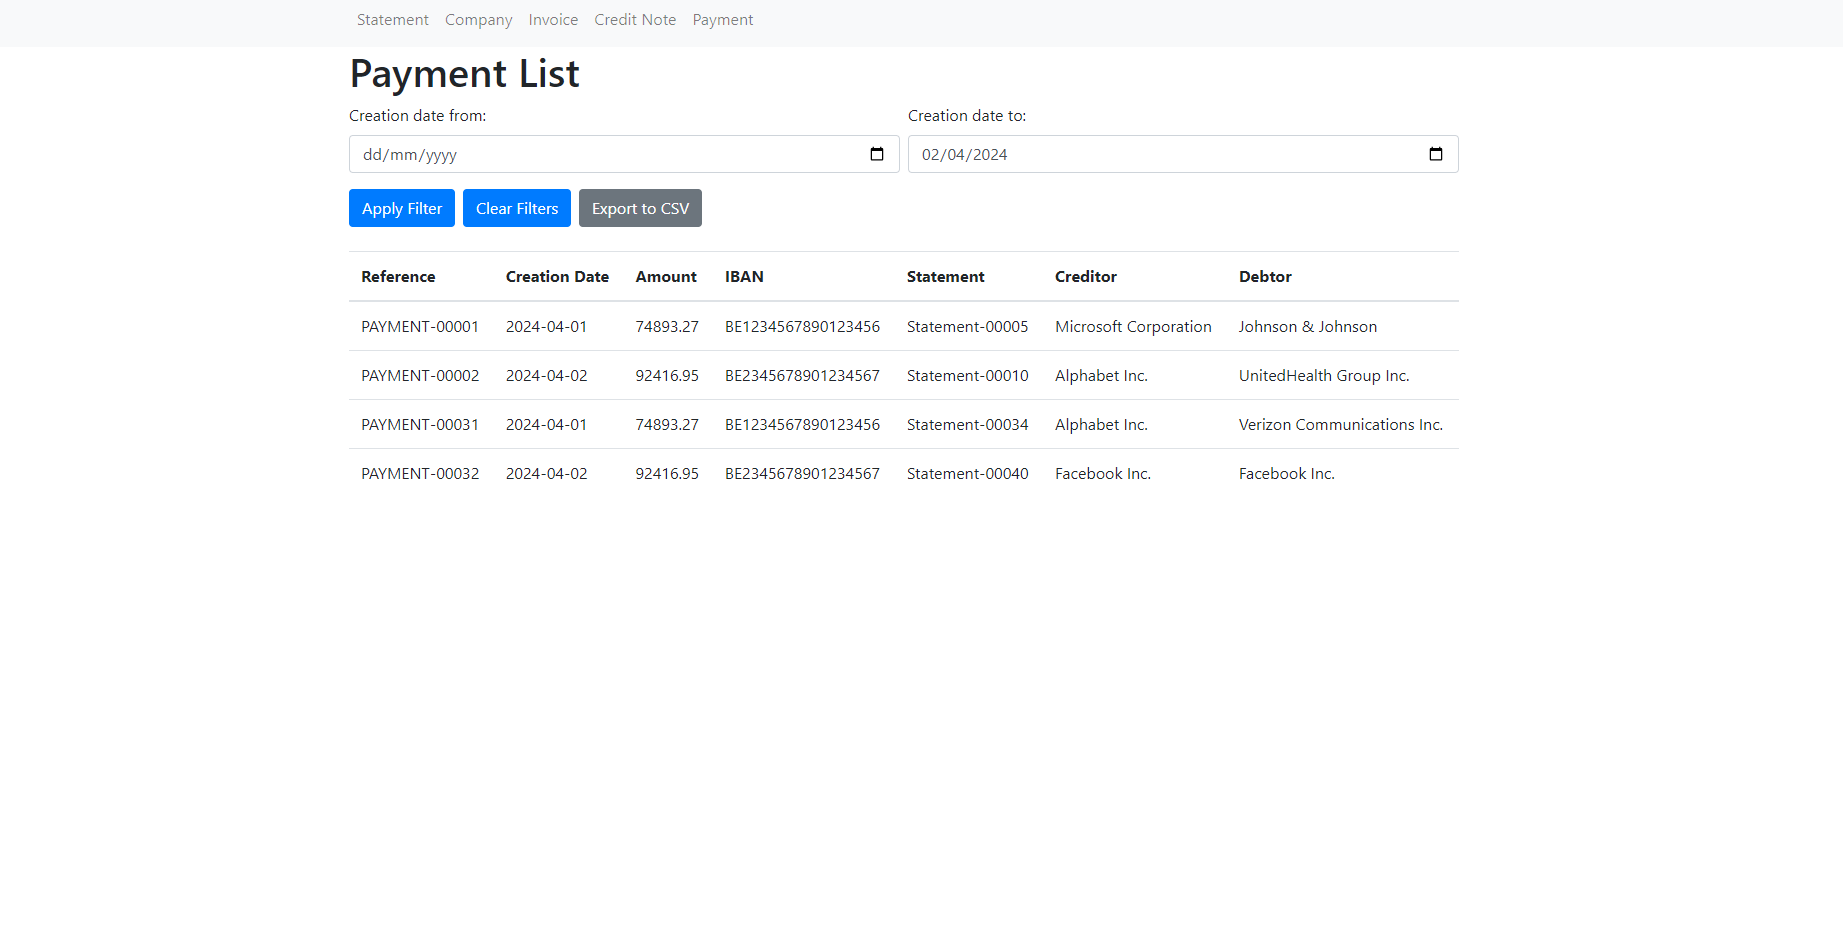 Statement Company Invoice Credit Note Payment
Payment List
Creation date from: Creation date to:
dd/mm/yyyy 02/04/2024
Apply Filter Clear Filters Export to CSV
Reference Creation Date Amount IBAN Statement Creditor Debtor
PAYMENT-00001 2024-04-01 74893.27 BE1234567890123456 Statement-00005 Microsoft Corporation Johnson & Johnson
PAYMENT-00002 2024-04-02 92416.95 BE2345678901234567 Statement-00010 Alphabet Inc. UnitedHealth Group Inc.
PAYMENT-00031 2024-04-01 74893.27 BE1234567890123456 Statement-00034 Alphabet Inc. Verizon Communications Inc.
PAYMENT-00032 2024-04-02 92416.95 BE2345678901234567 Statement-00040 Facebook Inc. Facebook Inc.